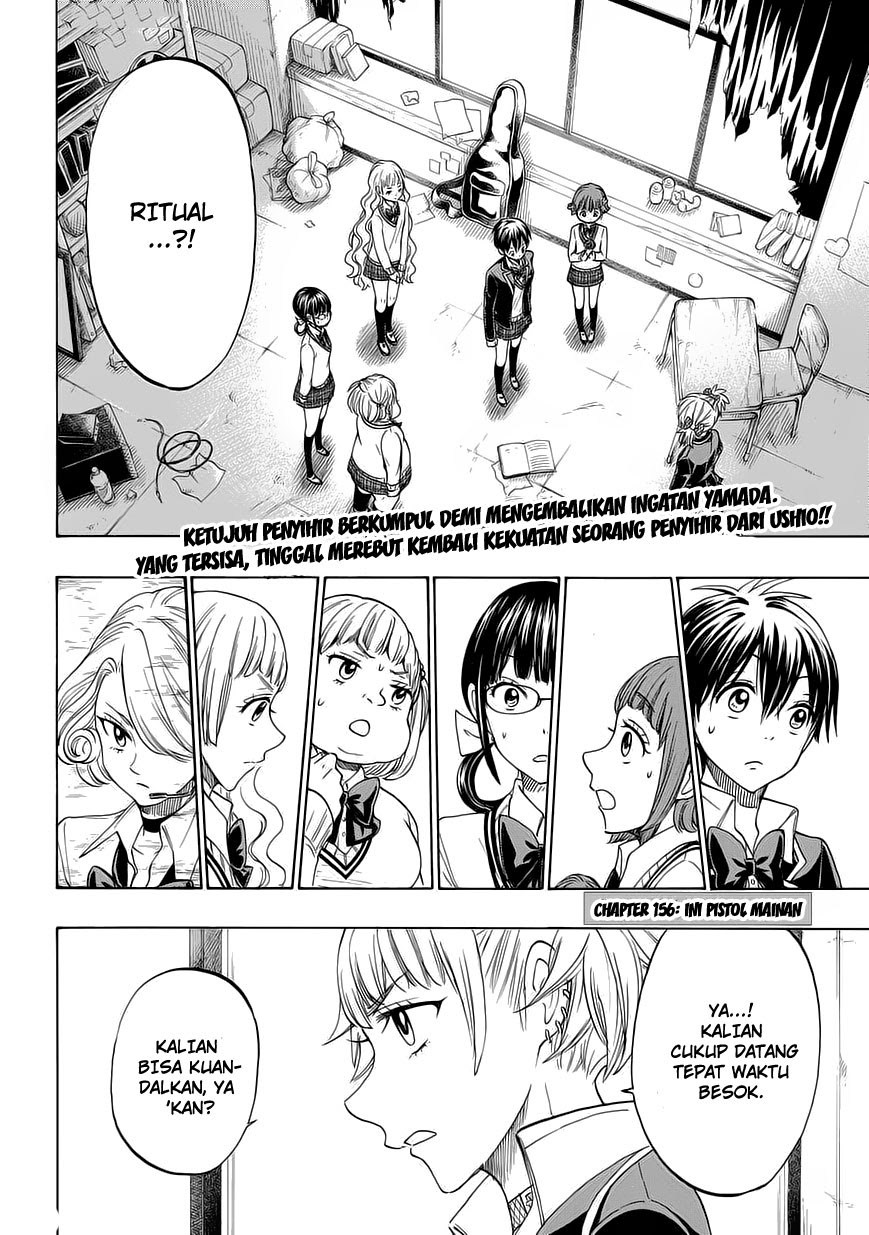 RITUAL
...?!
KETUJUH PENYIHIR BERKUMPUL DEMI MENGEMBALIKAN INGATAN YAMADA.
YANG TERSISA, TINGGAL MEREBUT KEMBALI KEKUATAN SEORANG PENYIHIR DARI USHIO!!
CHAPTER 156: INI PISTOL MAINAN
YA...!
KALIAN
CUKUP DATANG
TEPAT WAKTU
BESOK.
KALIAN
BISA KUAN-
DALKAN, YA
'KAN?